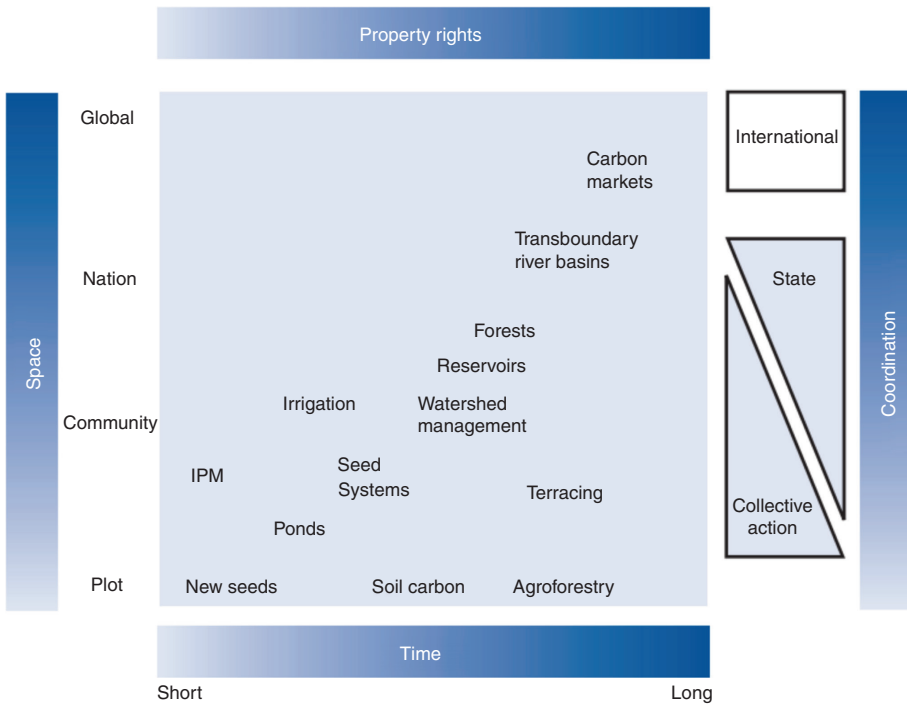 Property rights
Global
International
Carbon
markets
Transboundary
river basins
Nation
State
Forests
Space
Reservoirs
Coordination
Irrigation
Watershed
management
Community
IPM
Seed
Systems
Terracing
Collective
action
Ponds
Plot
New seeds
Soil carbon
Agroforestry
Time
Short
Long